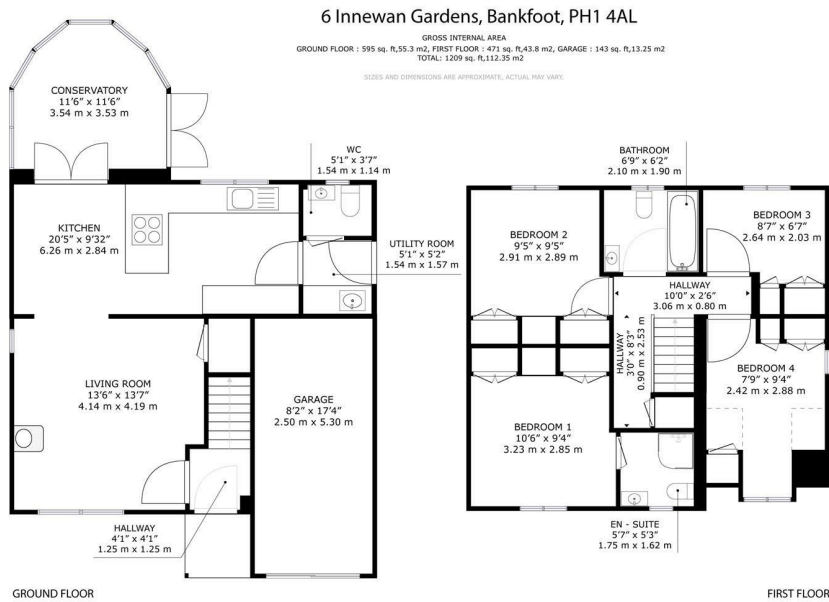 6 Innewan Gardens, Bankfoot, PH1 4AL
GROSS INTERNAL AREA
GROUND FLOOR : 595 sq. ft,55.3 m2, FIRST FLOOR : 471 sq. ft,43.8 m2, GARAGE : 143 sq. ft,13.25 m2
TOTAL: 1209 sq. ft,112.35 m2
SIZES AND DIMENSIONS ARE APPROXIMATE, ACTUAL MAY VARY.
CONSERVATORY
11'6" x 11'6"
3.54 m x 3.53 m
WC
5'1" x 3'7"
1.54 m x 1.14 m
KITCHEN
20'5" x 9'32"
6.26 m x 2.84 m
UTILITY ROOM
5'1" x 5'2"
1.54 m x 1.57 m
LIVING ROOM
13'6" x 13'7"
4.14 m x 4.19 m
GARAGE
8'2" x 17'4"
2.50 m x 5.30 m
HALLWAY
4'1" x 4'1"
1.25 m x 1.25 m
GROUND FLOOR
BATHROOM
6'9" x 6'2"
2.10 m x 1.90 m
BEDROOM 2
9'5" x 9'5"
2.91 m x 2.89 m
BEDROOM 3
8'7" x 6'7"
2.64 m x 2.03 m
HALLWAY
10'0" x 2'6"
3.06 m x 0.80 m
HALLWAY
3'0" x 8'3"
0.90 m x 2.53 m
BEDROOM 4
7'9" x 9'4"
2.42 m x 2.88 m
BEDROOM 1
10'6" x 9'4"
3.23 m x 2.85 m
EN - SUITE
5'7" x 5'3"
1.75 m x 1.62 m
FIRST FLOOR